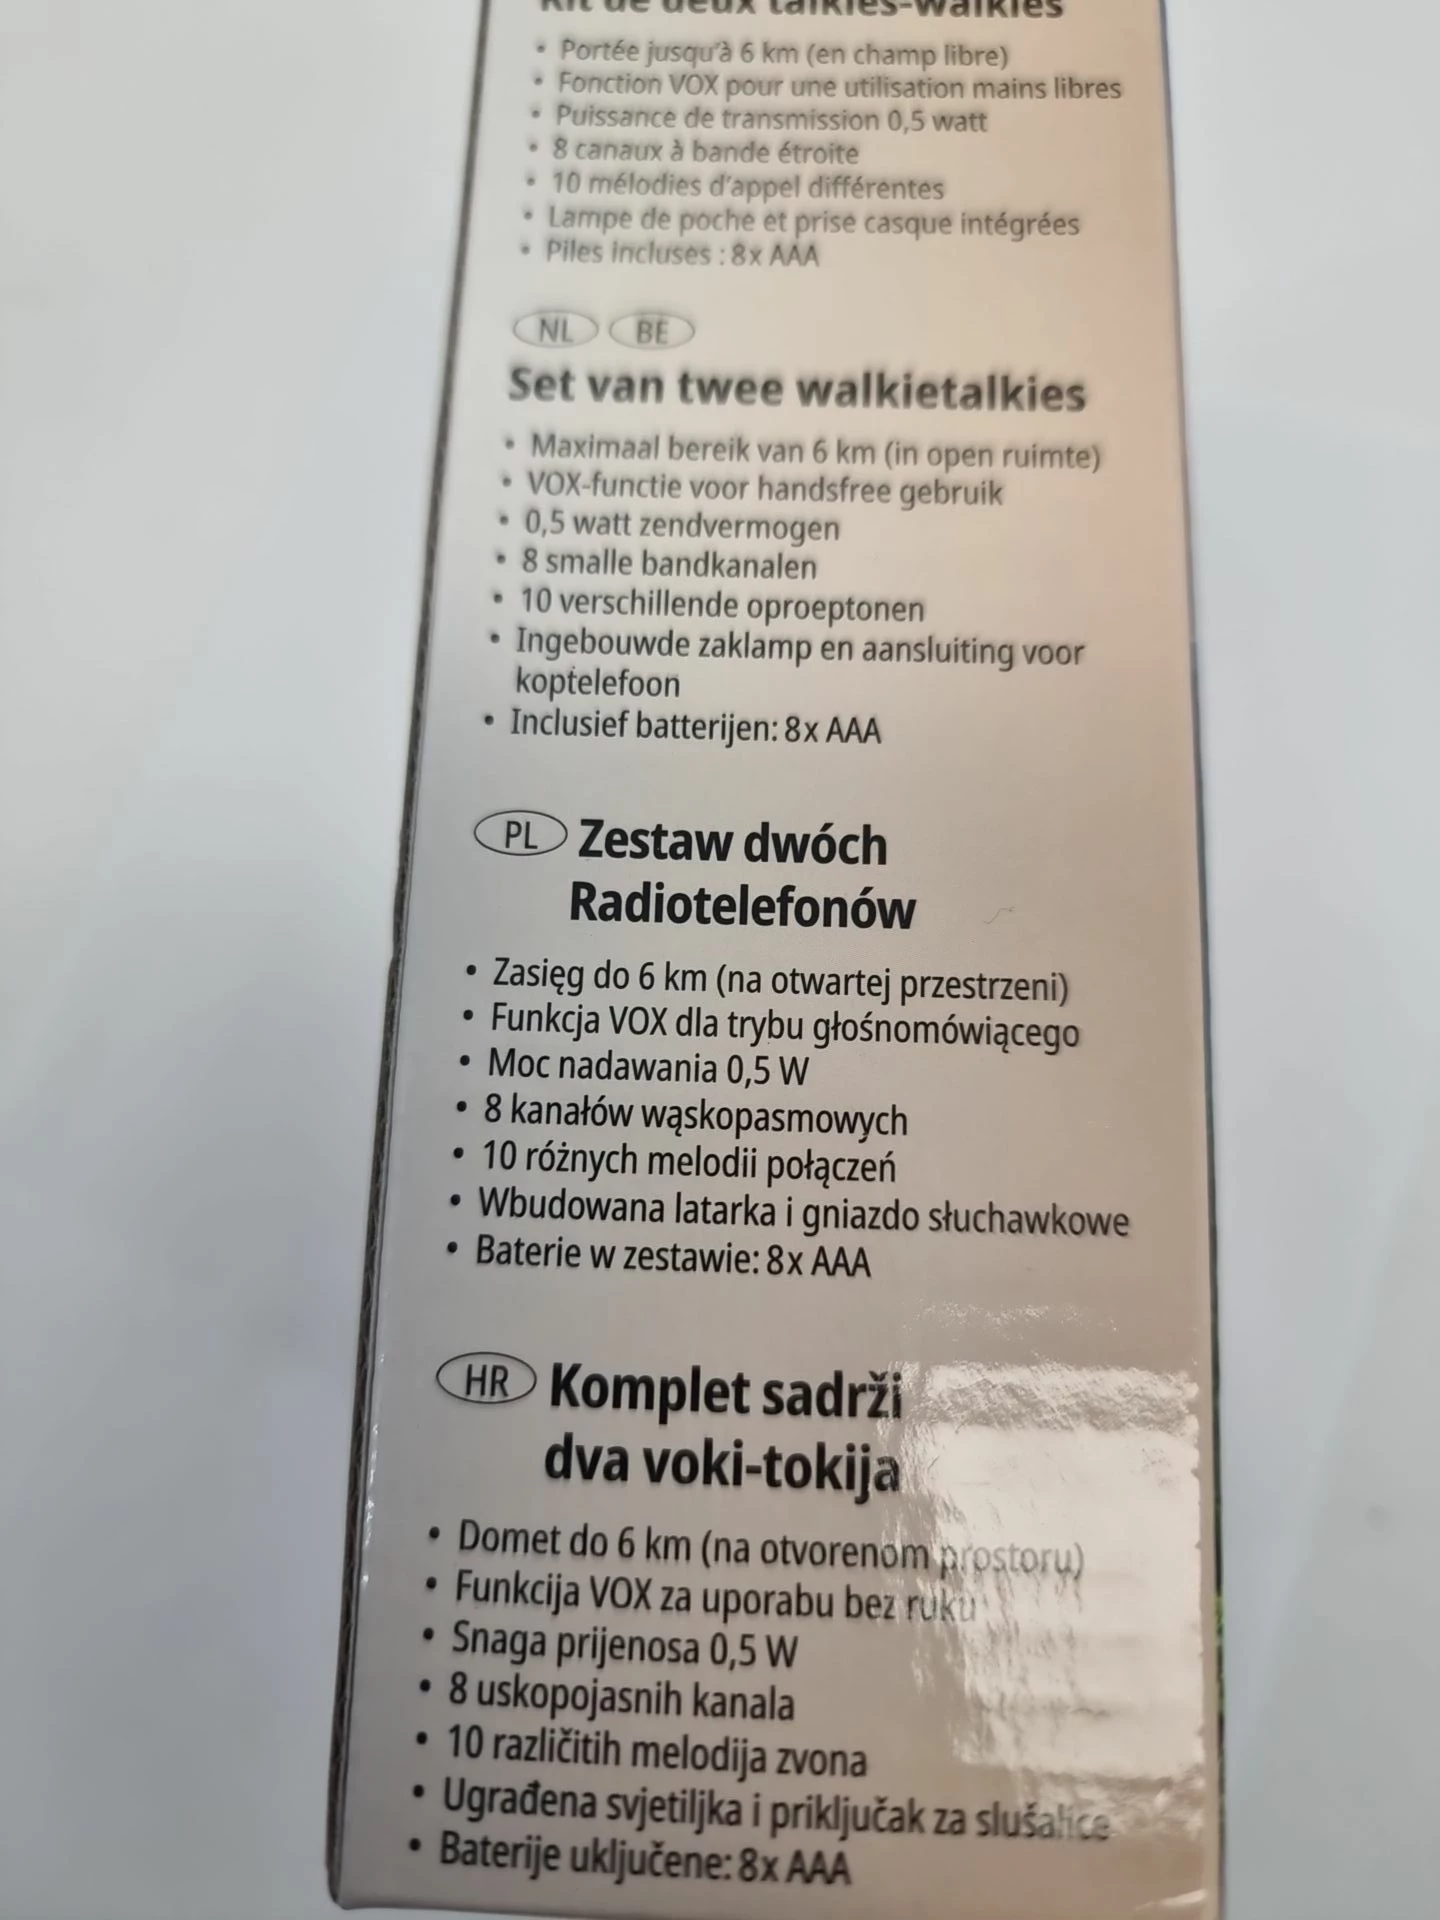 Kit de deux talkies-walkies
• Portée jusqu'à 6 km (en champ libre)
• Fonction VOX pour une utilisation mains libres
• Puissance de transmission 0,5 watt
• 8 canaux à bande étroite
• 10 mélodies d'appel différentes
• Lampe de poche et prise casque intégrées
• Piles incluses : 8x AAA
NL BE
Set van twee walkietalkies
• Maximaal bereik van 6 km (in open ruimte)
• VOX-functie voor handsfree gebruik
• 0,5 watt zendvermogen
• 8 smalle bandkanalen
• 10 verschillende oproeptonen
• Ingebouwde zaklamp en aansluiting voor
koptelefoon
• Inclusief batterijen: 8x AAA
PL Zestaw dwóch
Radiotelefonów
• Zasięg do 6 km (na otwartej przestrzeni)
• Funkcja VOX dla trybu głośnomówiącego
• Moc nadawania 0,5 W
• 8 kanałów wąskopasmowych
• 10 różnych melodii połączeń
• Wbudowana latarka i gniazdo słuchawkowe
• Baterie w zestawie: 8x AAA
HR Komplet sadrži
dva voki-tokija
• Domet do 6 km (na otvorenom prostoru)
• Funkcija VOX za uporabu bez ruku
• Snaga prijenosa 0,5 W
• 8 uskopojasnih kanala
• 10 različitih melodija zvona
• Ugrađena svjetiljka i priključak za slušalice
• Baterije uključene: 8x AAA